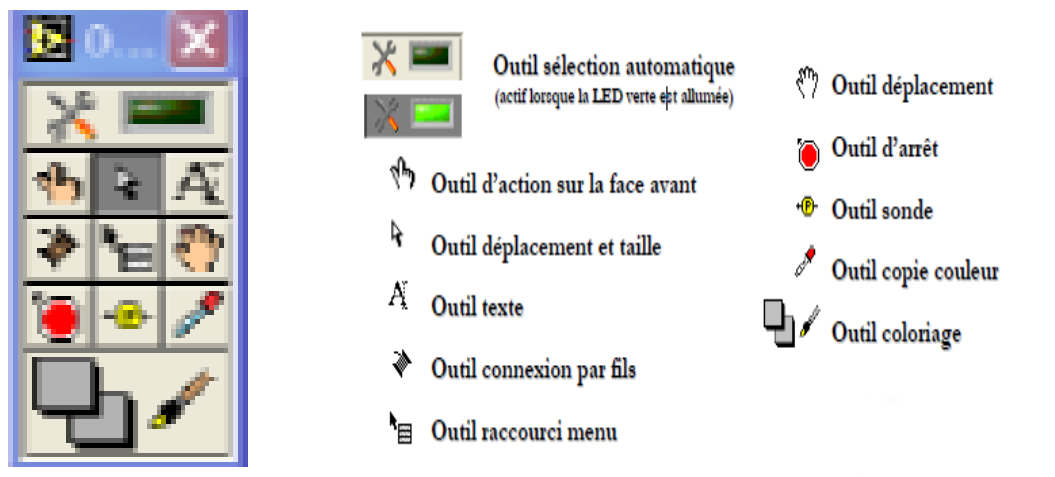 0...
Outil sélection automatique
(actif lorsque la LED verte est allumée)
Outil d'action sur la face avant
Outil déplacement et taille
Outil texte
Outil connexion par fils
Outil raccourci menu
Outil déplacement
Outil d'arrêt
P
Outil sonde
Outil copie couleur
Outil coloriage